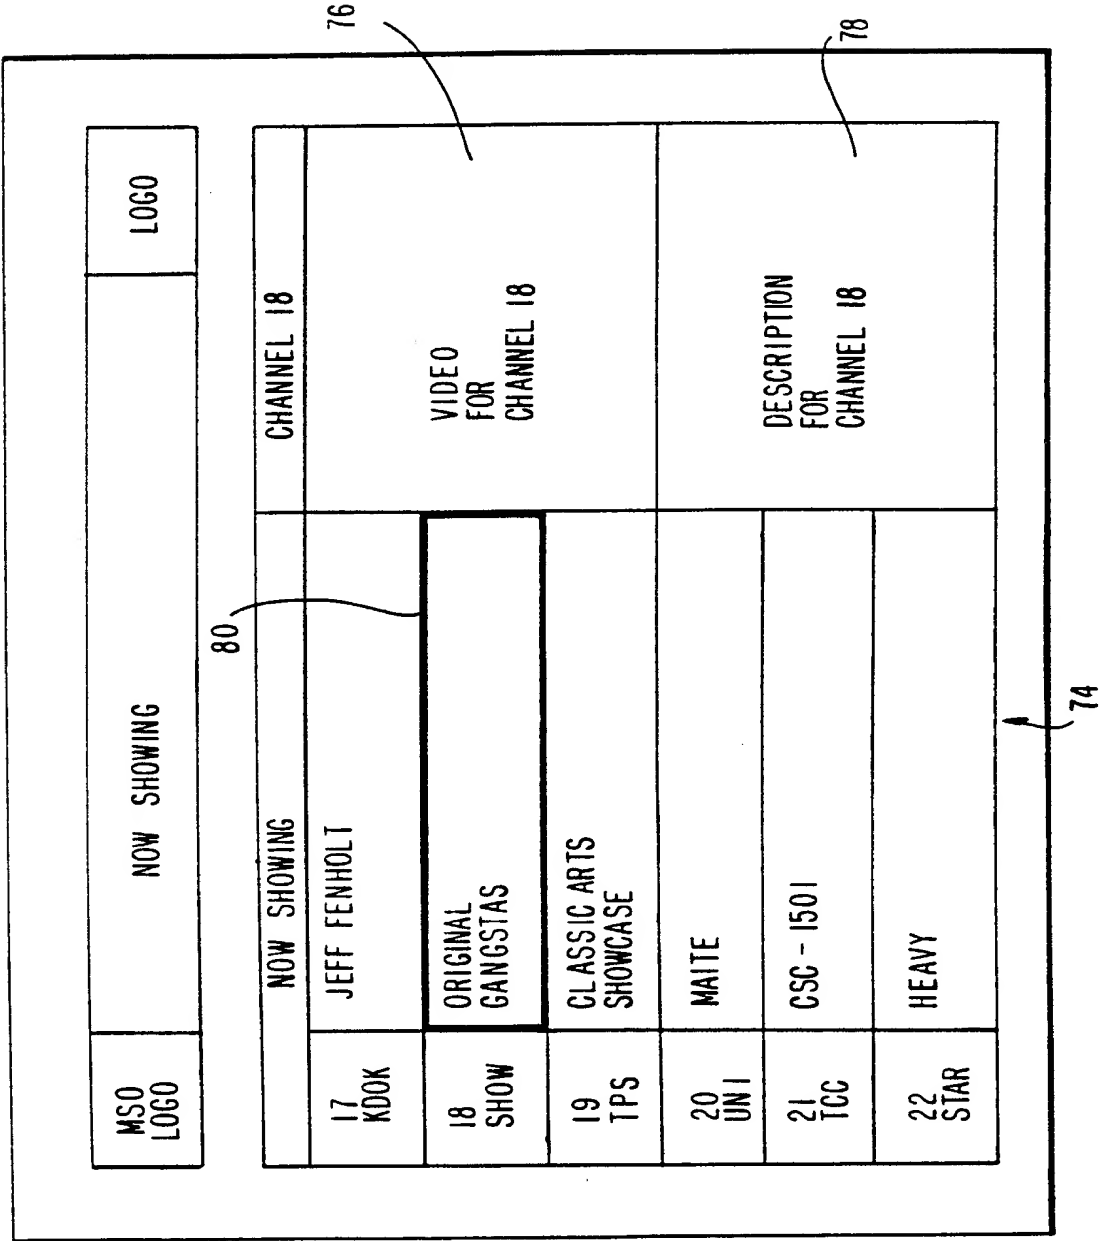 MSO
LOGO
NOW SHOWING
LOGO
80
NOW SHOWING
CHANNEL 18
17
KDOK
JEFF FENHOLT
18
SHOW
ORIGINAL
GANGSTAS
19
TPS
CLASSIC ARTS
SHOWCASE
20
UNI
MAITE
21
TCC
CSC - 1501
22
STAR
HEAVY
VIDEO
FOR
CHANNEL 18
76
DESCRIPTION
FOR
CHANNEL 18
78
74